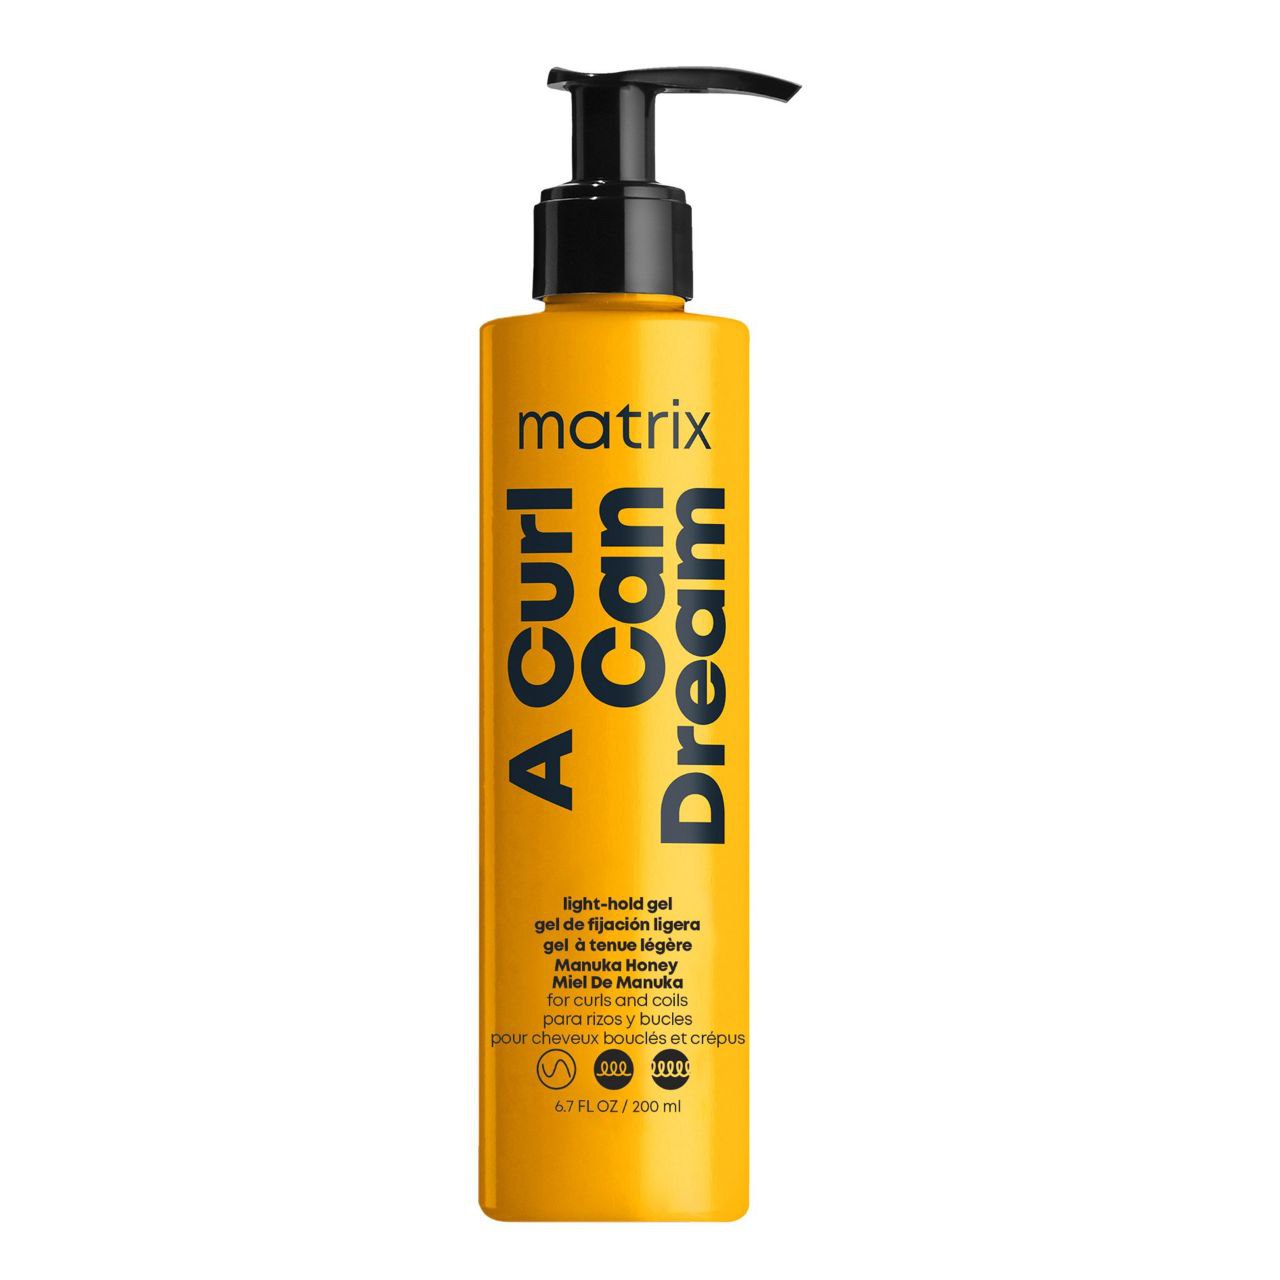 matrix
A Curl
Can
Dream
light-hold gel
gel de fijación ligera
gel à tenue légère
Manuka Honey
Miel De Manuka
for curls and coils
para rizos y bucles
pour cheveux bouclés et crépus
6.7 FL OZ / 200 ml